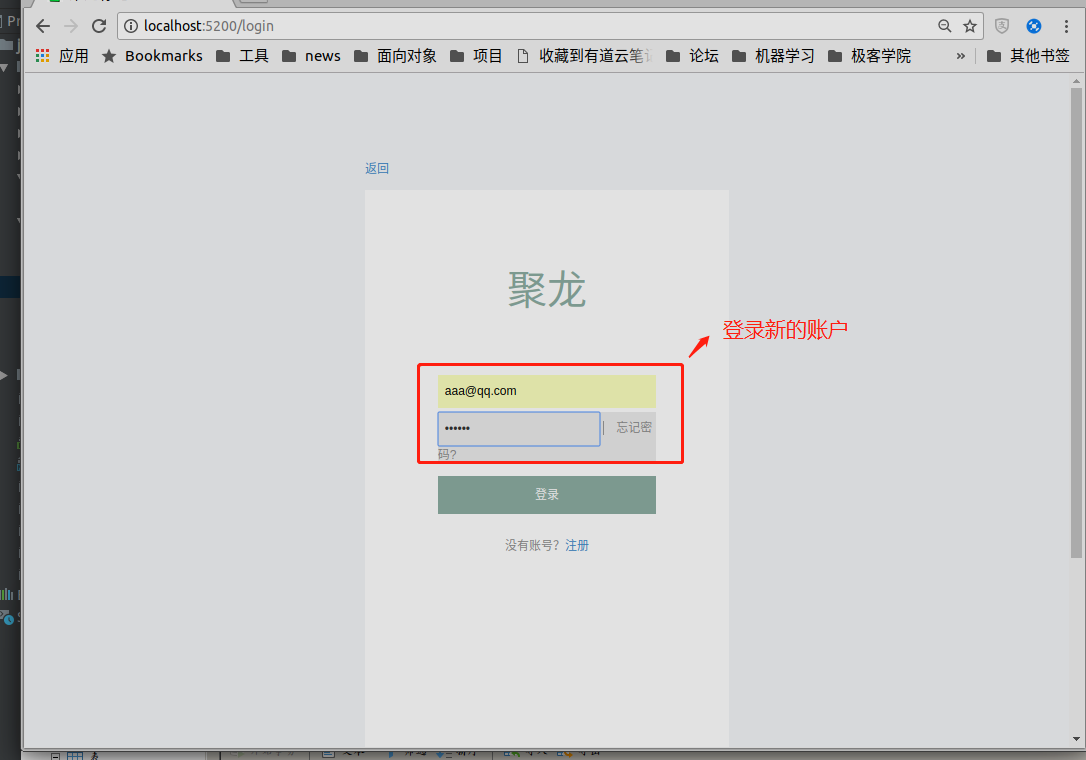 localhost:5200/login
应用 Bookmarks 工具 news 面向对象 项目 收藏到有道云笔 论坛 机器学习 极客学院 » 其他书签
返回
聚龙
登录新的账户
aaa@qq.com
•••••• | 忘记密
码?
登录
没有账号? 注册